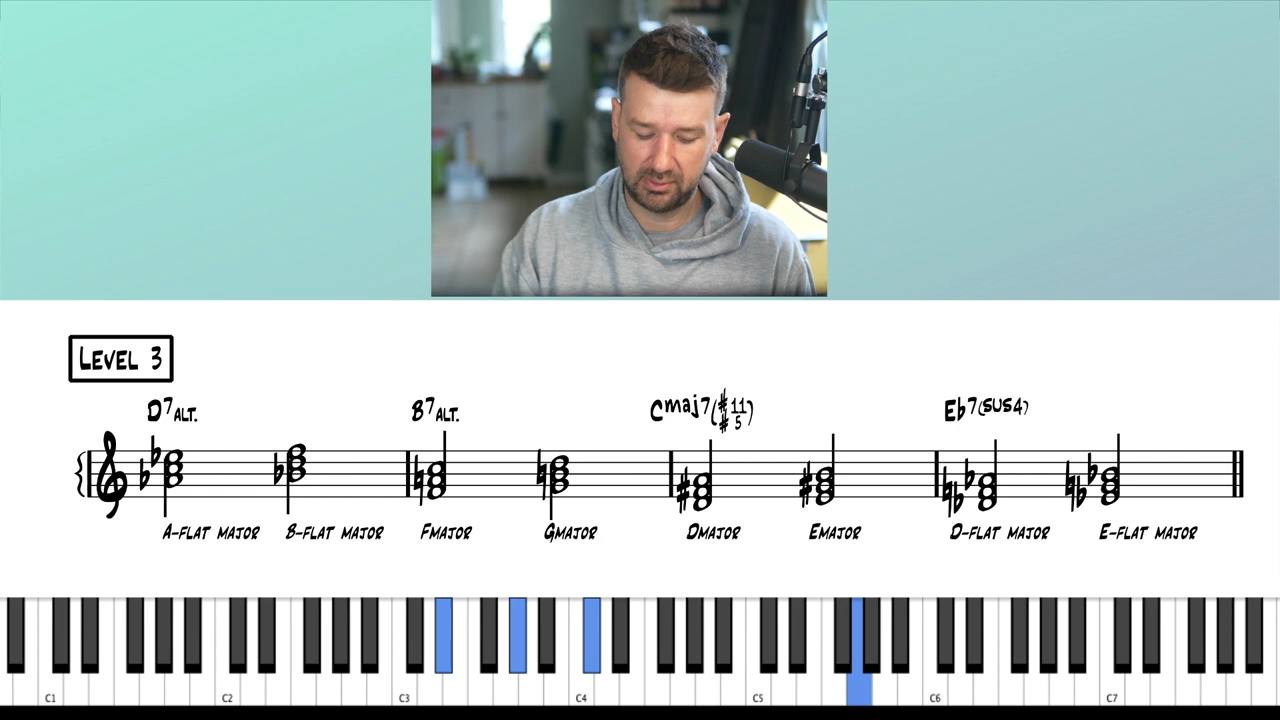 LEVEL 3
D7ALT. B7ALT. Cmaj7(#11 #5) Eb7(SUS4)
A-FLAT MAJOR B-FLAT MAJOR FMAJOR GMAJOR DMAJOR EMAJOR D-FLAT MAJOR E-FLAT MAJOR
C1 C2 C3 C4 C5 C6 C7